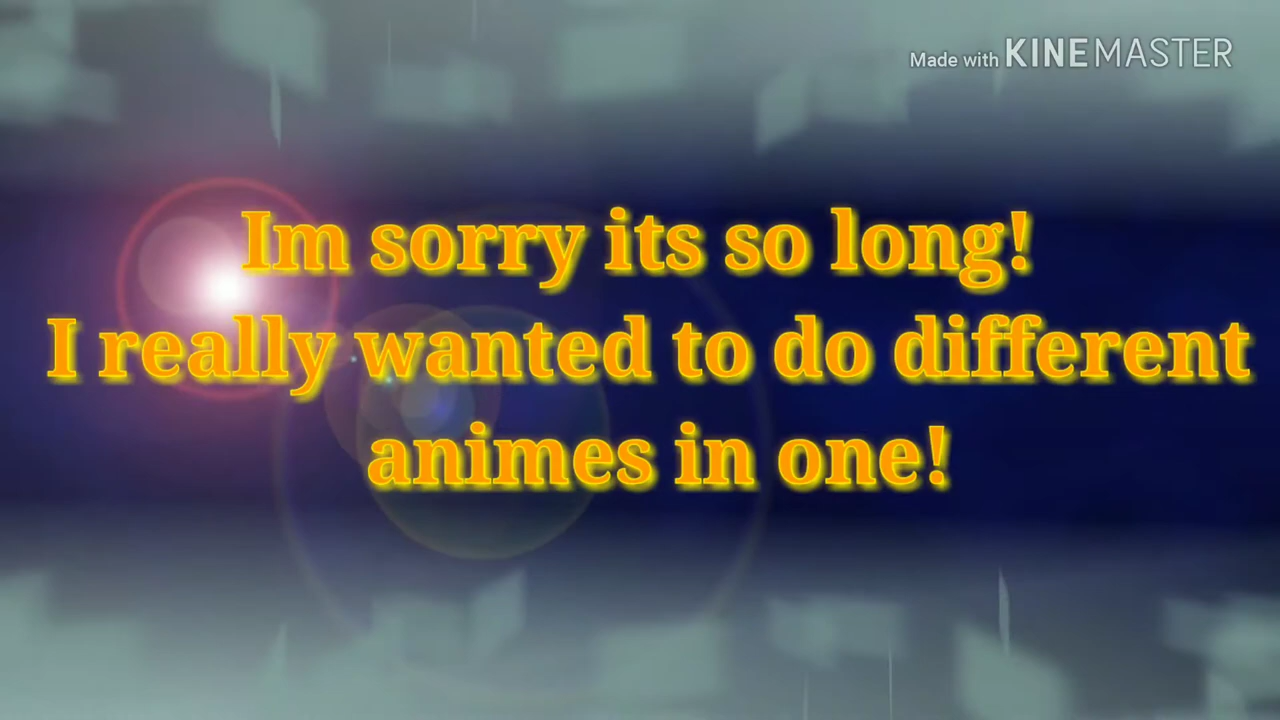 Made with KINEMASTER
Im sorry its so long!
I really wanted to do different
animes in one!